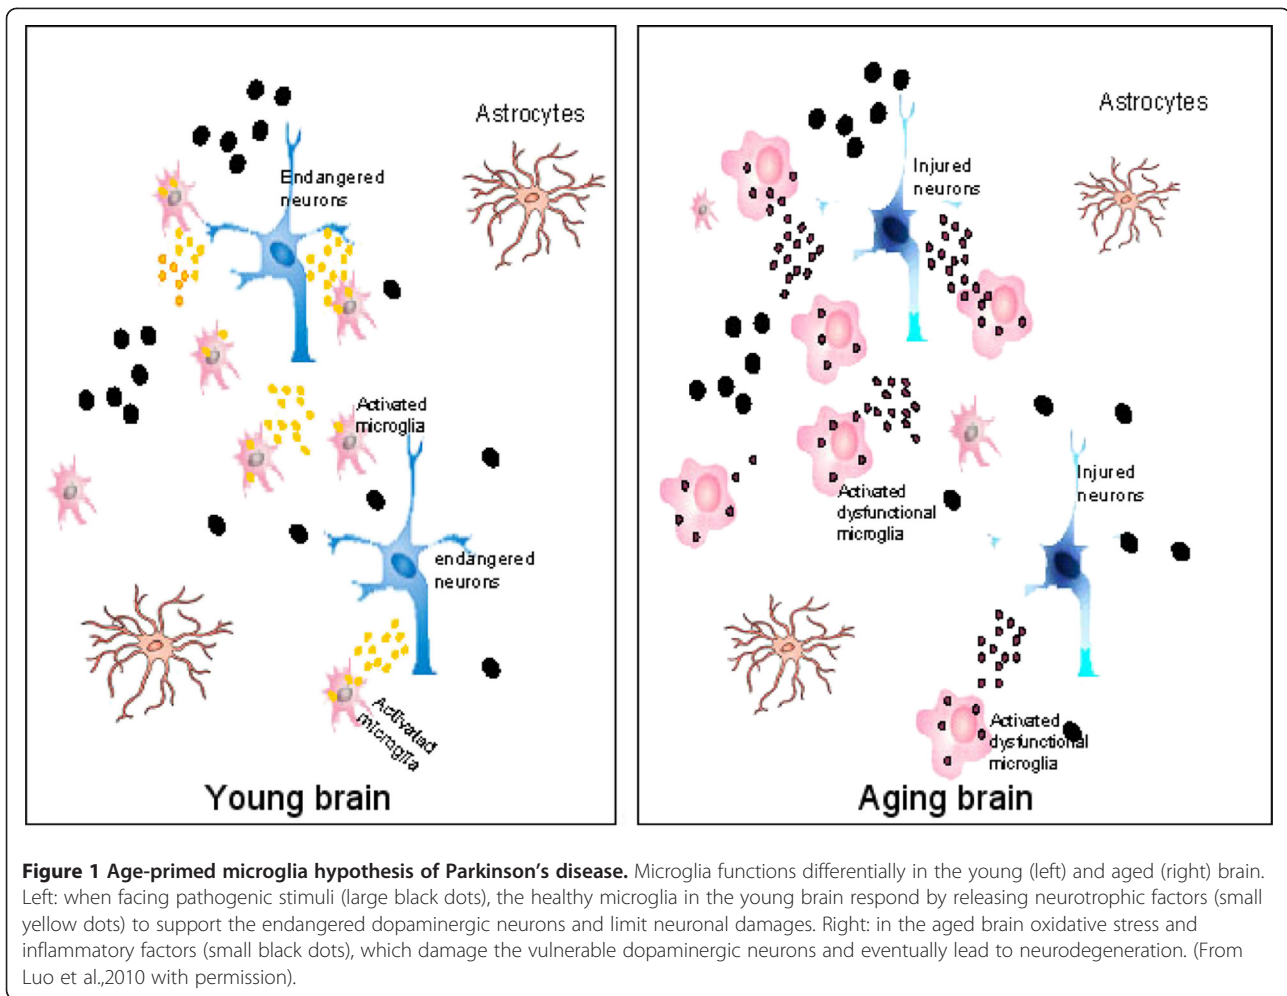 Astrocytes
Endangered
neurons
Activated
microglia
endangered
neurons
Activated
microglia
Young brain
Astrocytes
Injured
neurons
Injured
neurons
Activated
dysfunctional
microglia
Activated
dysfunctional
microglia
Aging brain
Figure 1 Age-primed microglia hypothesis of Parkinson's disease. Microglia functions differentially in the young (left) and aged (right) brain.
Left: when facing pathogenic stimuli (large black dots), the healthy microglia in the young brain respond by releasing neurotrophic factors (small
yellow dots) to support the endangered dopaminergic neurons and limit neuronal damages. Right: in the aged brain oxidative stress and
inflammatory factors (small black dots), which damage the vulnerable dopaminergic neurons and eventually lead to neurodegeneration. (From
Luo et al.,2010 with permission).